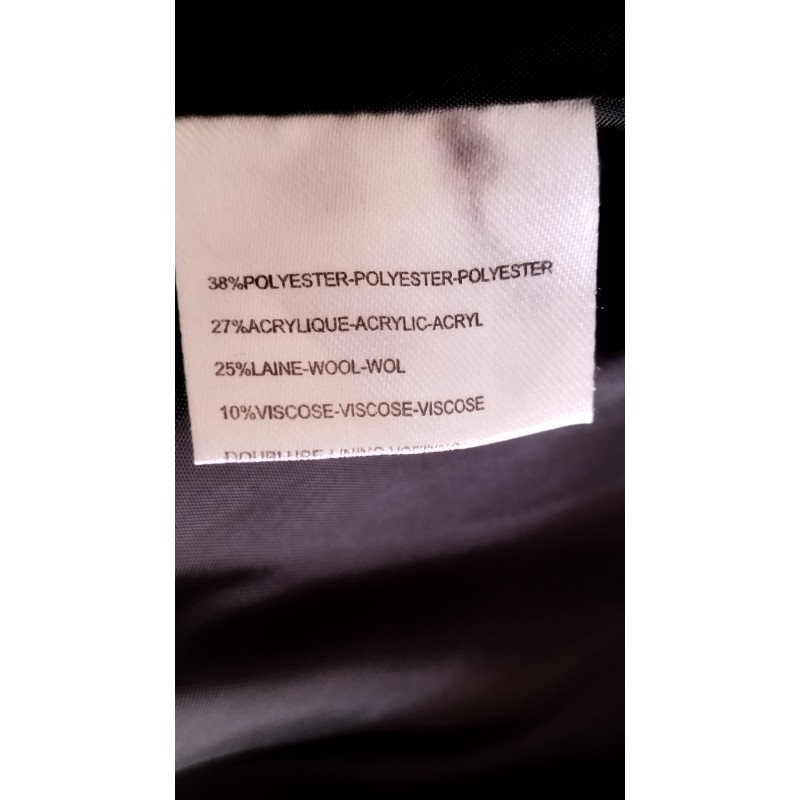 38%POLYESTER-POLYESTER-POLYESTER
27%ACRYLIQUE-ACRYLIC-ACRYL
25%LAINE-WOOL-WOL
10%VISCOSE-VISCOSE-VISCOSE